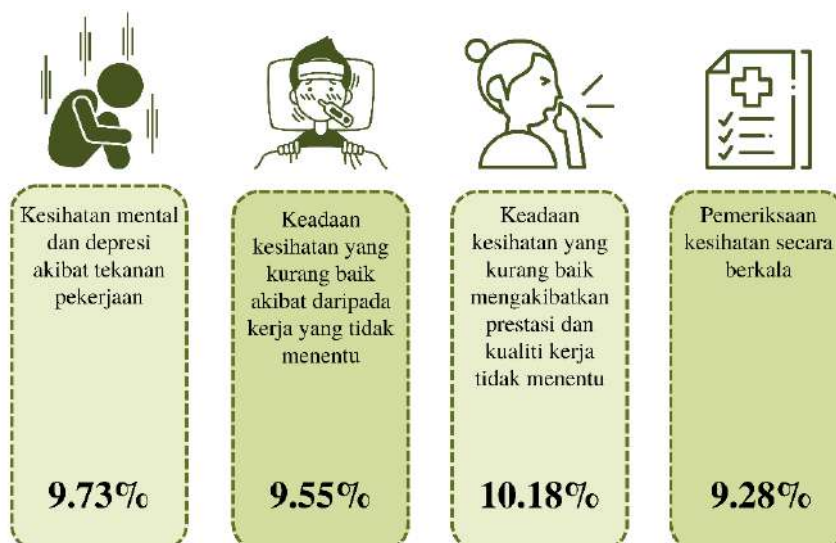 Kesihatan mental
dan depresi
akibat tekanan
pekerjaan
9.73%
Keadaan
kesihatan yang
kurang baik
akibat daripada
kerja yang tidak
menentu
9.55%
Keadaan
kesihatan yang
kurang baik
mengakibatkan
prestasi dan
kualiti kerja
tidak menentu
10.18%
Pemeriksaan
kesihatan secara
berkala
9.28%